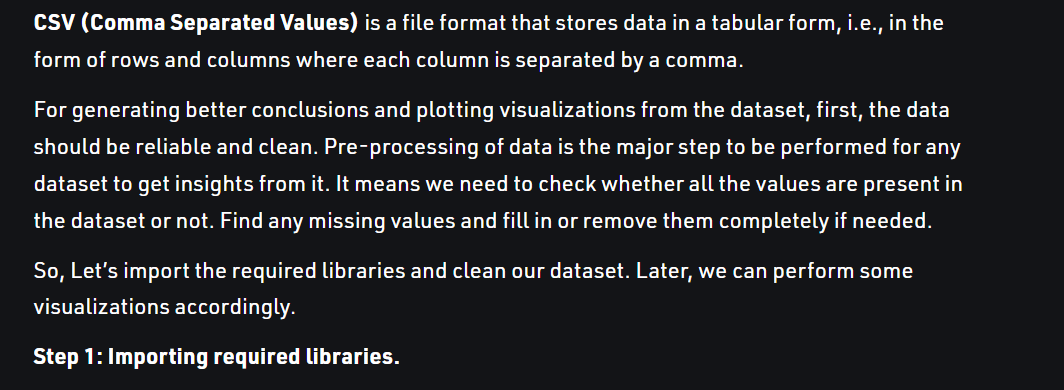 CSV (Comma Separated Values) is a file format that stores data in a tabular form, i.e., in the
form of rows and columns where each column is separated by a comma.
For generating better conclusions and plotting visualizations from the dataset, first, the data
should be reliable and clean. Pre-processing of data is the major step to be performed for any
dataset to get insights from it. It means we need to check whether all the values are present in
the dataset or not. Find any missing values and fill in or remove them completely if needed.
So, Let’s import the required libraries and clean our dataset. Later, we can perform some
visualizations accordingly.
Step 1: Importing required libraries.